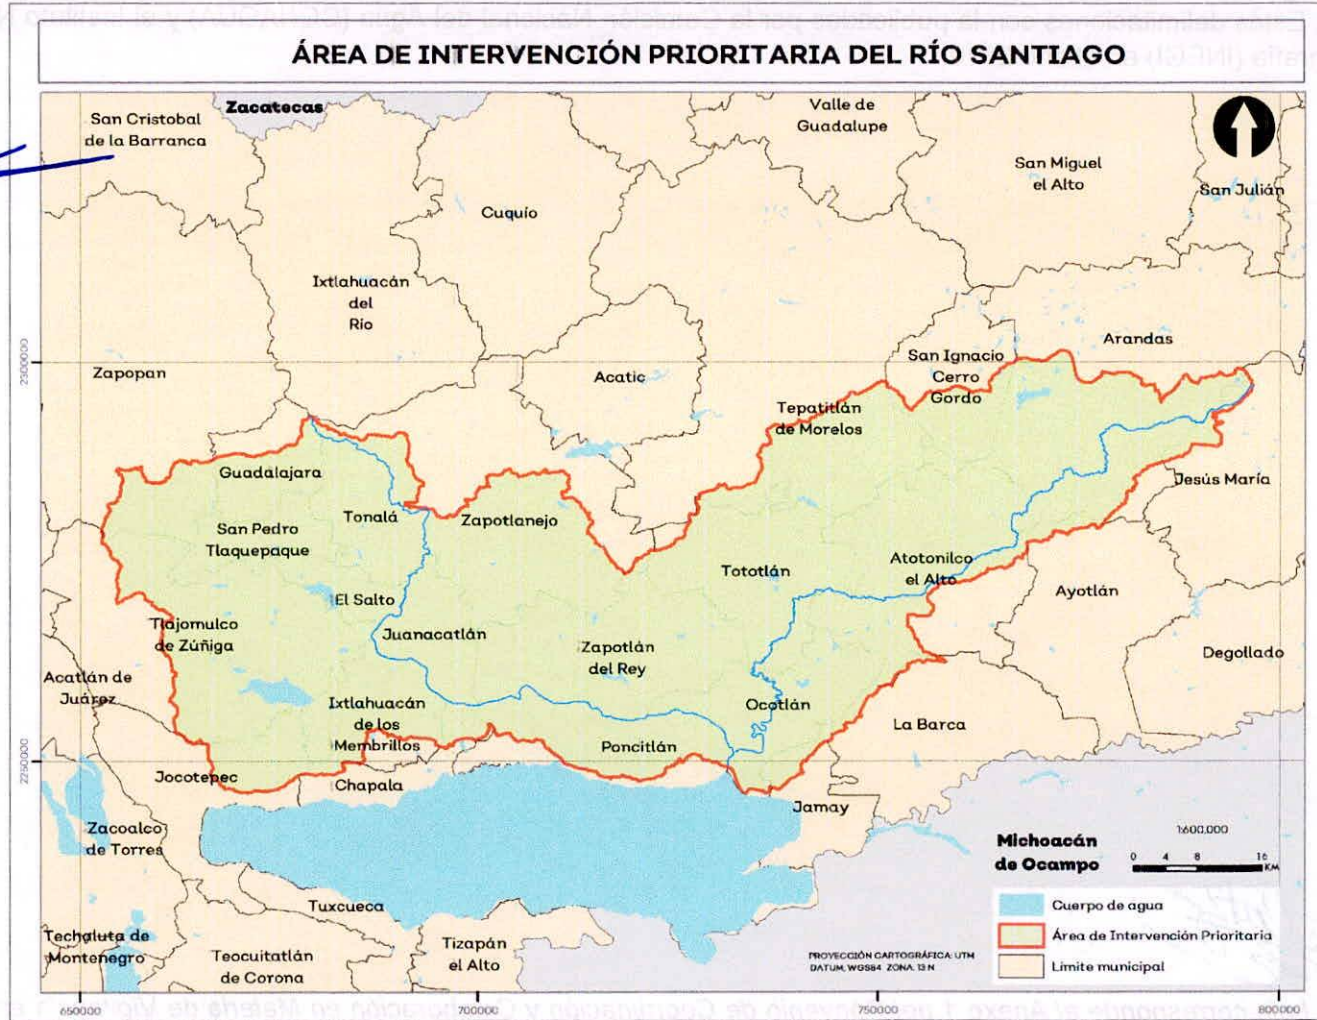 ÁREA DE INTERVENCIÓN PRIORITARIA DEL RÍO SANTIAGO
San Cristobal
de la Barranca
Zacatecas
Valle de
Guadalupe
San Miguel
el Alto
San Julián
Cuquío
Ixtlahuacán
del
Río
Zapopan
Acatic
San Ignacio
Cerro
Gordo
Arandas
Tepatitlán
de Morelos
Guadalajara
Jesús María
San Pedro
Tlaquepaque
Tonalá
Zapotlanejo
Tototlán
Atotonilco
el Alto
Ayotlán
El Salto
Tlajomulco
de Zúñiga
Juanacatlán
Zapotlán
del Rey
Degollado
Acatlán de
Juárez
Ixtlahuacán
de los
Membrillos
Ocotlán
La Barca
Poncitlán
Jocotepec
Chapala
Jamay
Zacoalco
de Torres
Tuxcueca
Techaluta de
Montenegro
Teocuitatlán
de Corona
Tizapán
el Alto
Michoacán
de Ocampo
1:600,000
0 4 8 16
KM
Cuerpo de agua
Área de Intervención Prioritaria
Límite municipal
PROYECCIÓN CARTOGRÁFICA: UTM
DATUM: WGS84 ZONA: 13 N
2300000
2250000
650000
700000
750000
800000